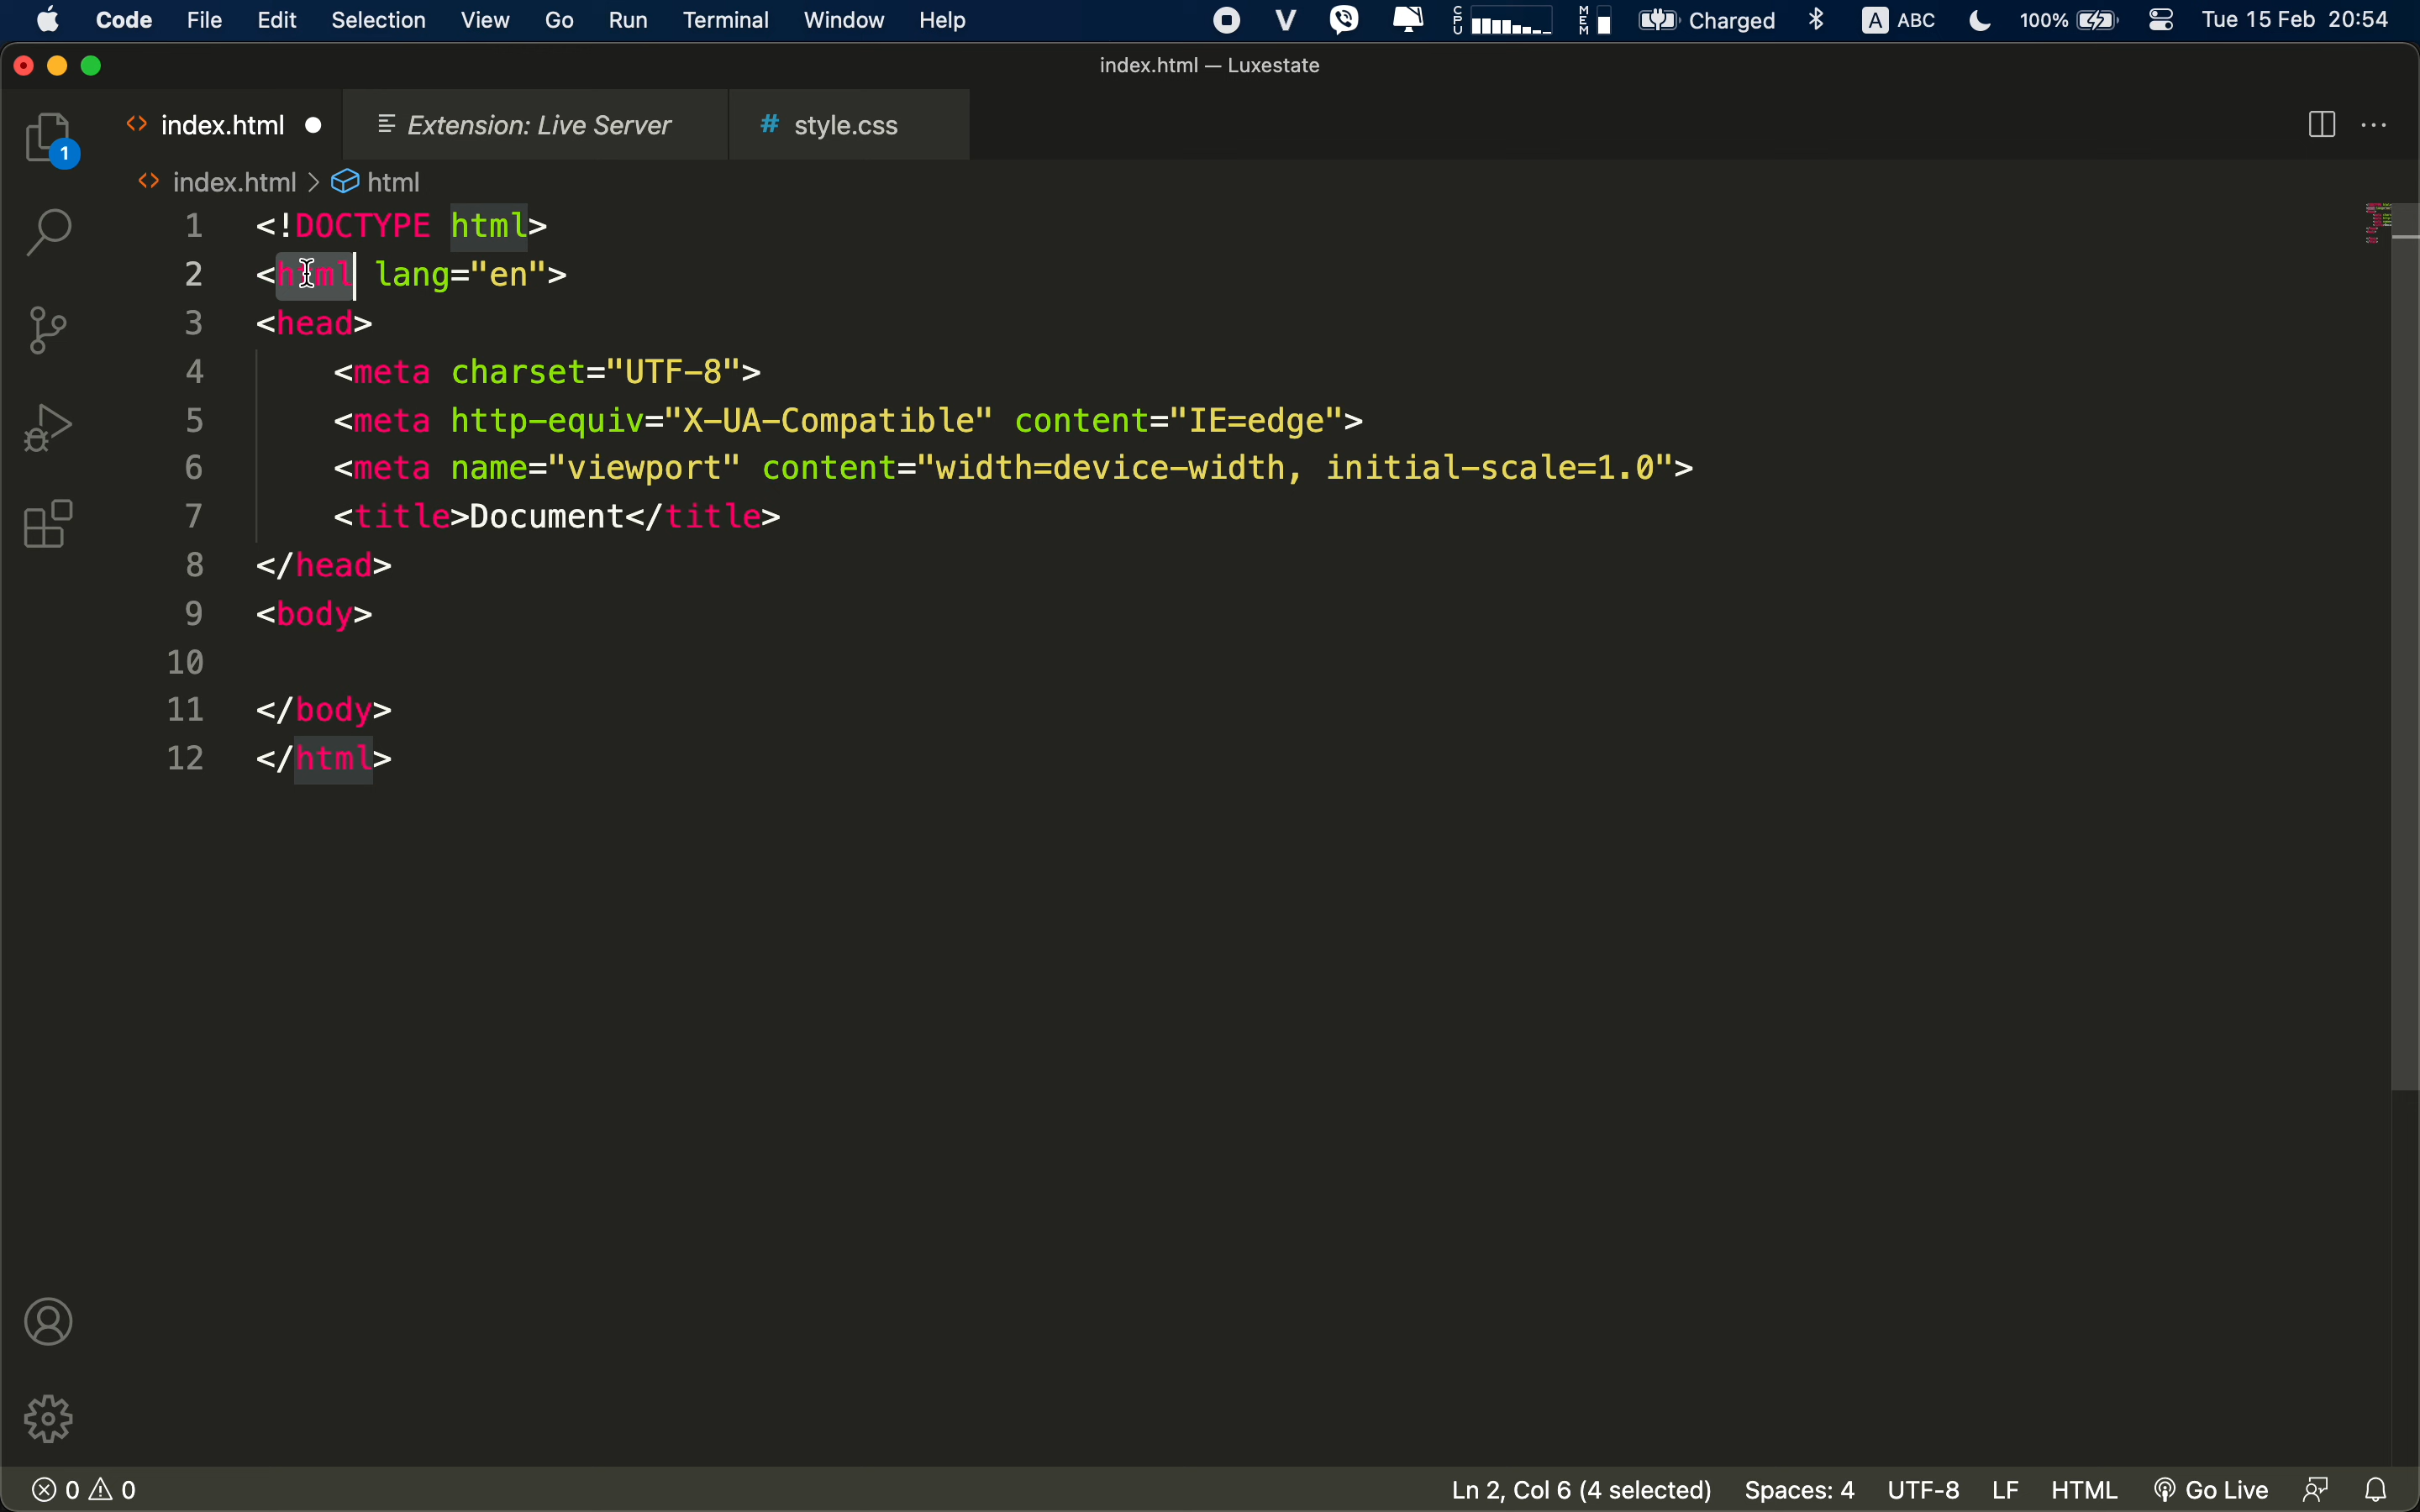 Code File Edit Selection View Go Run Terminal Window Help V CPU MEM Charged A ABC 100% Tue 15 Feb 20:54
index.html — Luxestate
index.html Extension: Live Server # style.css
1
index.html > html
1 <!DOCTYPE html>
2 <html lang="en">
3 <head>
4 <meta charset="UTF-8">
5 <meta http-equiv="X-UA-Compatible" content="IE=edge">
6 <meta name="viewport" content="width=device-width, initial-scale=1.0">
7 <title>Document</title>
8 </head>
9 <body>
10
11 </body>
12 </html>
0 0 Ln 2, Col 6 (4 selected) Spaces: 4 UTF-8 LF HTML Go Live